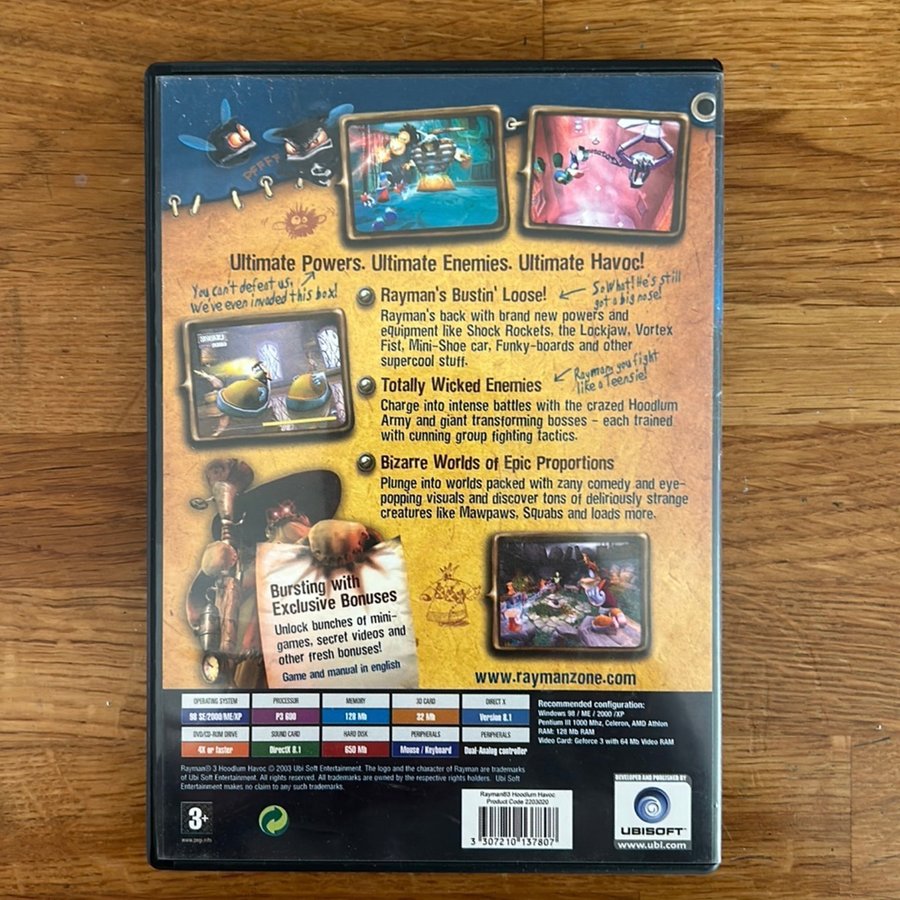 PFFFF
Ultimate Powers. Ultimate Enemies. Ultimate Havoc!
You can't defeat us,
We've even invaded this box!
Rayman's Bustin' Loose!
So What! He's still
got a big nose!
Rayman's back with brand new powers and
equipment like Shock Rockets, the Lockjaw, Vortex
Fist, Mini-Shoe car, Funky-boards and other
supercool stuff.
Totally Wicked Enemies
Rayman, you fight
like a Teensie!
Charge into intense battles with the crazed Hoodlum
Army and giant transforming bosses - each trained
with cunning group fighting tactics.
Bizarre Worlds of Epic Proportions
Plunge into worlds packed with zany comedy and eye-
popping visuals and discover tons of deliriously strange
creatures like Mawpaws, Squabs and loads more.
Bursting with
Exclusive Bonuses
Unlock bunches of mini-
games, secret videos and
other fresh bonuses!
Game and manual in english
www.raymanzone.com
OPERATING SYSTEM PROCESSOR MEMORY 3D CARD DIRECT X
98 SE/2000/ME/XP P3 600 128 Mb 32 Mb Version 8.1
DVD/CD-ROM DRIVE SOUND CARD HARD DISK PERIPHERALS PERIPHERALS
4X or faster DirectX 8.1 650 Mb Mouse / Keyboard Dual-Analog controller
Recommended configuration:
Windows 98 / ME / 2000 /XP
Pentium III 1000 Mhz, Celeron, AMD Athlon
RAM: 128 Mb RAM
Video Card: Geforce 3 with 64 Mb Video RAM
Rayman® 3 Hoodlum Havoc © 2003 Ubi Soft Entertainment. The logo and the character of Rayman are trademarks
of Ubi Soft Entertainment. All rights reserved. All trademarks are owned by the respective rights holders. Ubi Soft
Entertainment makes no claim to any such trademarks.
3+
www.pegi.info
Rayman®3 Hoodlum Havoc
Product Code 2203020
3 307210 137807
DEVELOPED AND PUBLISHED BY
UBISOFT
www.ubi.com